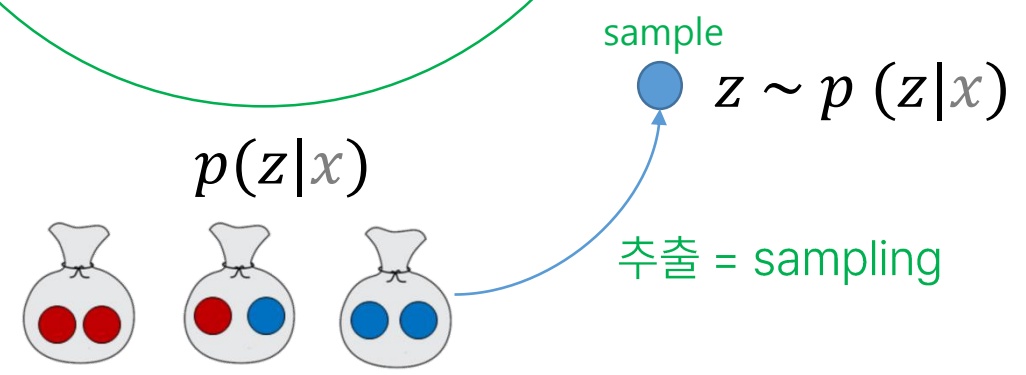 sample
z ~ p (z|x)
p(z|x)
추출 = sampling